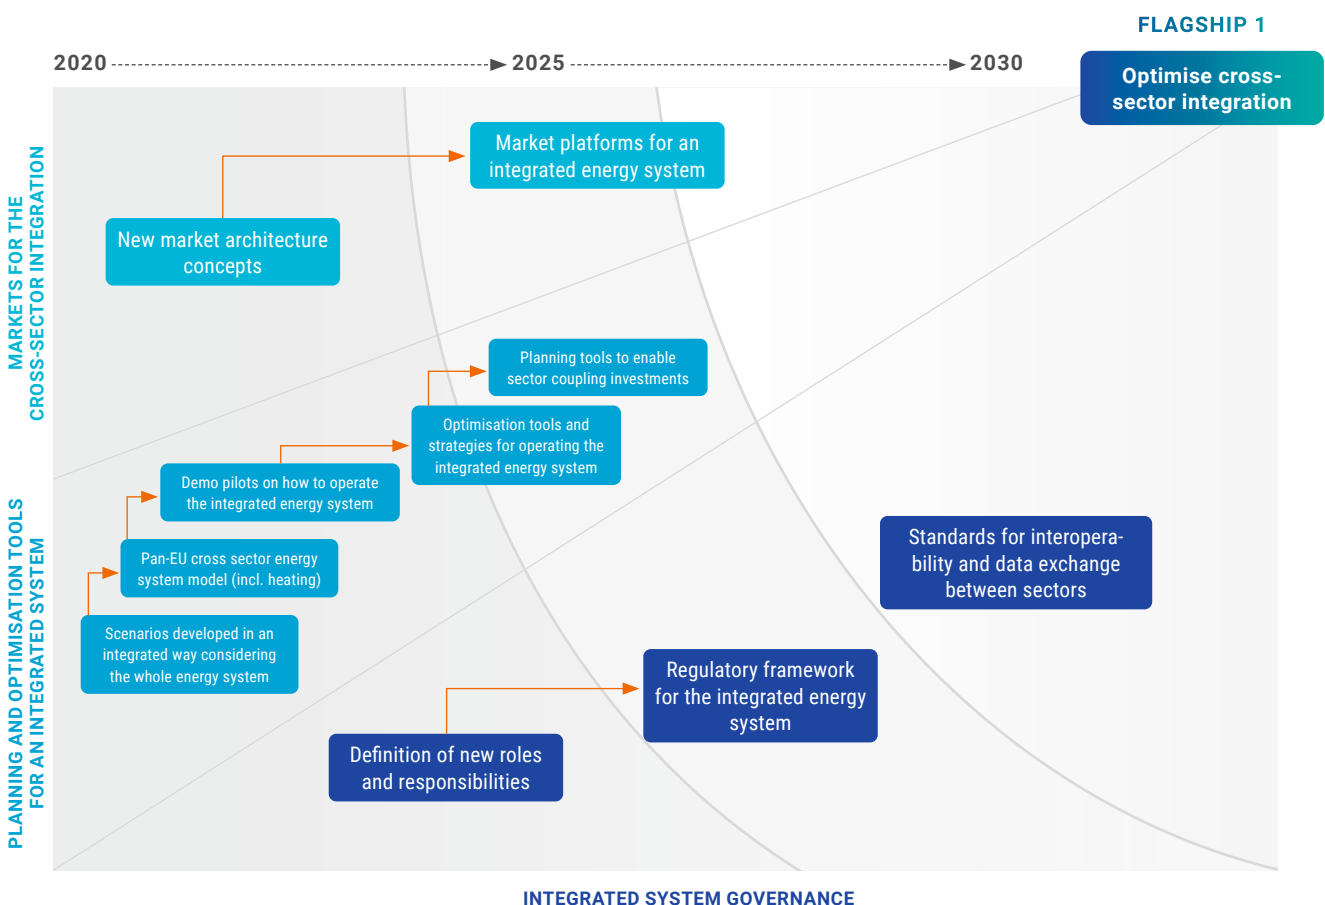 FLAGSHIP 1
2020
2025
2030
Optimise cross-
sector integration
MARKETS FOR THE
CROSS-SECTOR INTEGRATION
Market platforms for an
integrated energy system
New market architecture
concepts
PLANNING AND OPTIMISATION TOOLS
FOR AN INTEGRATED SYSTEM
Planning tools to enable
sector coupling investments
Optimisation tools and
strategies for operating the
integrated energy system
Demo pilots on how to operate
the integrated energy system
Pan-EU cross sector energy
system model (incl. heating)
Scenarios developed in an
integrated way considering
the whole energy system
Standards for interopera-
bility and data exchange
between sectors
Regulatory framework
for the integrated energy
system
Definition of new roles
and responsibilities
INTEGRATED SYSTEM GOVERNANCE